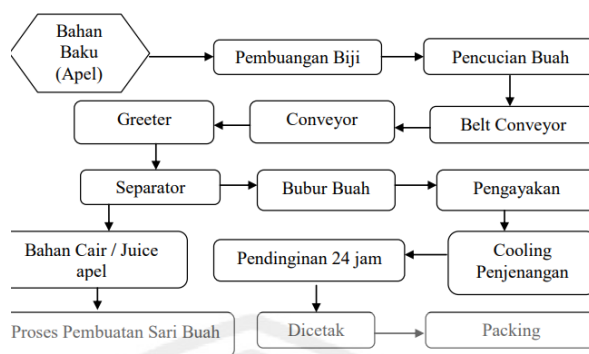 Bahan
Baku
(Apel)
Pembuangan Biji
Pencucian Buah
Greeter
Conveyor
Belt Conveyor
Separator
Bubur Buah
Pengayakan
Bahan Cair / Juice
apel
Pendinginan 24 jam
Cooling
Penjenangan
Proses Pembuatan Sari Buah
Dicetak
Packing